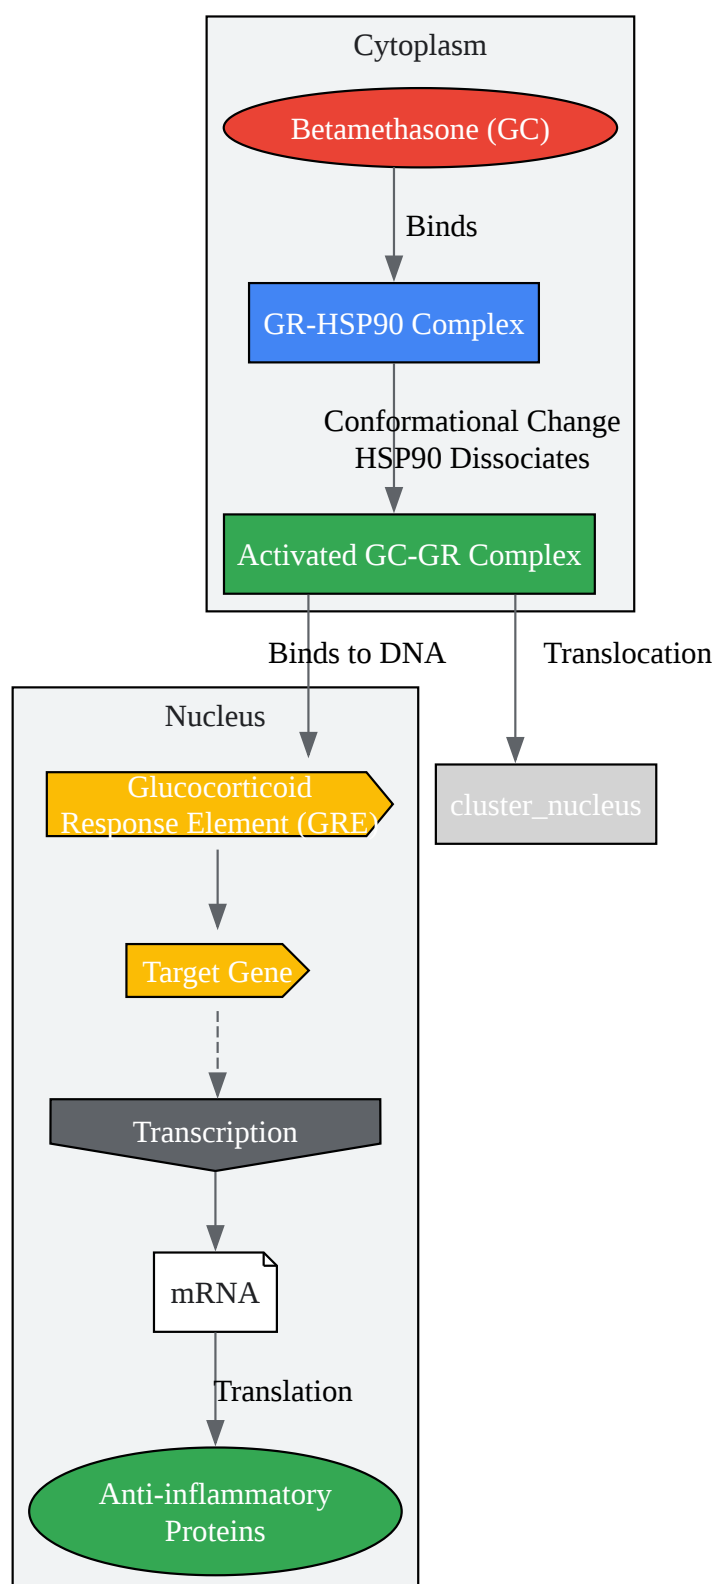 Cytoplasm
Betamethasone (GC)
Binds
GR-HSP90 Complex
Conformational Change
HSP90 Dissociates
Activated GC-GR Complex
Binds to DNA
Translocation
Nucleus
Glucocorticoid
Response Element (GRE)
cluster_nucleus
Target Gene
Transcription
mRNA
Translation
Anti-inflammatory
Proteins